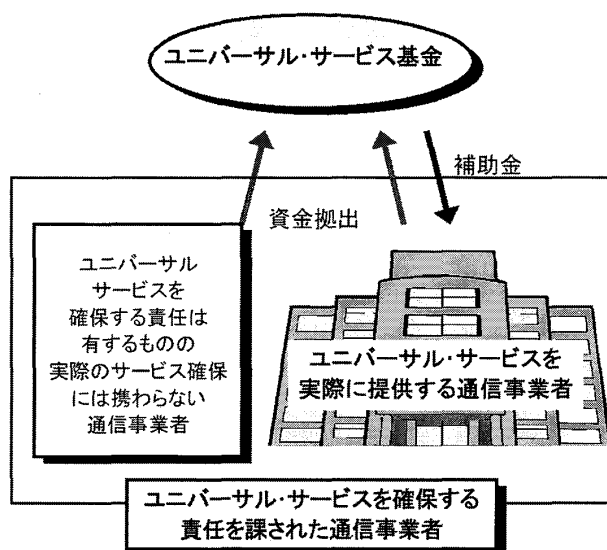 ユニバーサル・サービス基金
補助金
資金拠出
ユニバーサル
サービスを
確保する責任は
有するものの
実際のサービス確保
には携わらない
通信事業者
ユニバーサル・サービスを
実際に提供する通信事業者
ユニバーサル・サービスを確保する
責任を課された通信事業者